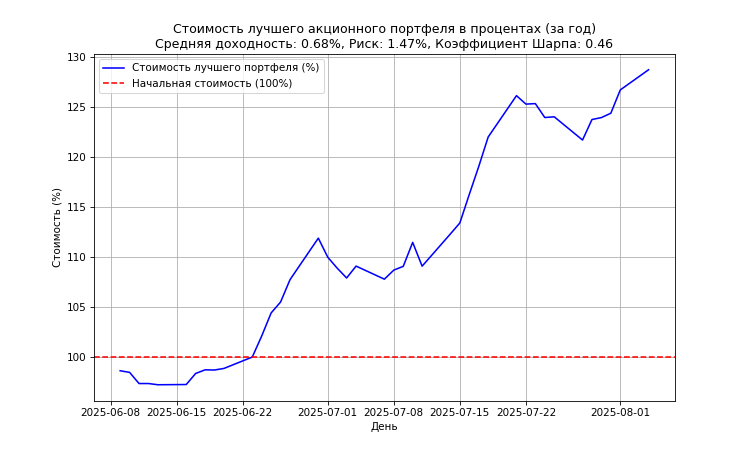 Стоимость лучшего акционного портфеля в процентах (за год)
Средняя доходность: 0.68%, Риск: 1.47%, Коэффициент Шарпа: 0.46
Стоимость лучшего портфеля (%)
Начальная стоимость (100%)
Стоимость (%)
130
125
120
115
110
105
100
2025-06-08 2025-06-15 2025-06-22 2025-07-01 2025-07-08 2025-07-15 2025-07-22 2025-08-01
День